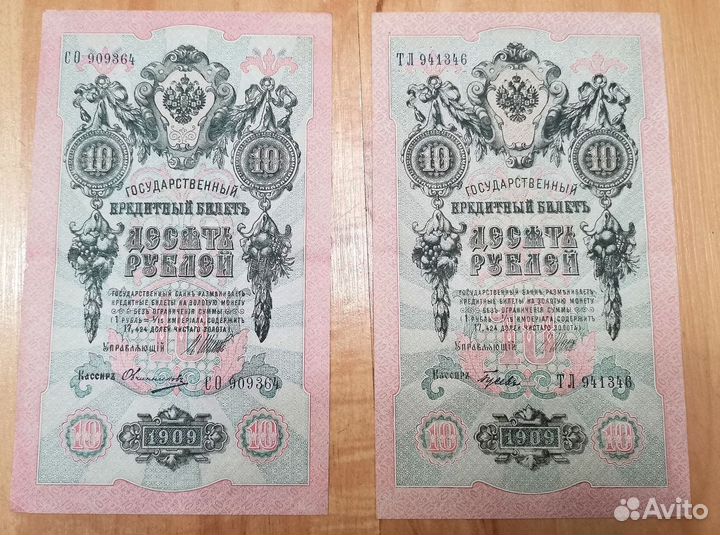 СО 909364
10 10
ГОСУДАРСТВЕННЫЙ
КРЕДИТНЫЙ БИЛЕТЪ
ДЕСЯТЬ
РУБЛЕЙ
ГОСУДАРСТВЕННЫЙ БАНКЪ РАЗМѢНИВАЕТЪ
КРЕДИТНЫЕ БИЛЕТЫ НА ЗОЛОТУЮ МОНЕТУ
БЕЗЪ ОГРАНИЧЕНІЯ СУММЫ
(1 РУБЛЬ = 1/15 ИМПЕРІАЛА, СОДЕРЖИТЪ
17,424 ДОЛЕЙ ЧИСТАГО ЗОЛОТА).
Управляющій
Кассиръ Овчинниковъ СО 909364
10 1909 10
ТЛ 941346
10 10
ГОСУДАРСТВЕННЫЙ
КРЕДИТНЫЙ БИЛЕТЪ
ДЕСЯТЬ
РУБЛЕЙ
ГОСУДАРСТВЕННЫЙ БАНКЪ РАЗМѢНИВАЕТЪ
КРЕДИТНЫЕ БИЛЕТЫ НА ЗОЛОТУЮ МОНЕТУ
БЕЗЪ ОГРАНИЧЕНІЯ СУММЫ
(1 РУБЛЬ = 1/15 ИМПЕРІАЛА, СОДЕРЖИТЪ
17,424 ДОЛЕЙ ЧИСТАГО ЗОЛОТА).
Управляющій
Кассиръ ТЛ 941346
10 1909 10
Avito